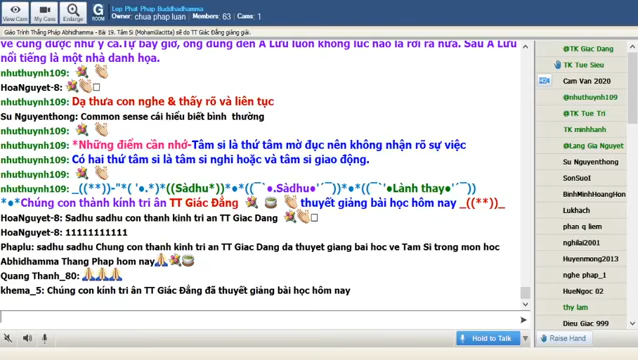 Lop Phat Phap Buddhadhamma
Owner: chua phap luan Members: 63 Cams: 1
View Cam
My Cam
Enlarge
G
ROOM
Giáo Trình Thắng Pháp Abhidhamma - Bài 19. Tâm Si (MohamGlacitta) sẽ do TT Giác Đẳng giảng giải.
vẽ cũng được như ý cả.Tự bây giờ, ông dùng đến A Lưu luôn không lúc nào là rời ra nữa. Sau A Lưu
nổi tiếng là một nhà danh họa.
nhuthuynh109:
HoaNguyet-8:
nhuthuynh109: Dạ thưa con nghe & thấy rõ và liên tục
Su Nguyenthong: Common sense cái hiểu biết bình thường
nhuthuynh109:
nhuthuynh109: *Những điểm cần nhớ-Tâm si là thứ tâm mờ đục nên không nhận rõ sự việc
nhuthuynh109: Có hai thứ tâm si là tâm si nghi hoặc và tâm si giao động.
nhuthuynh109:
nhuthuynh109: _((**))-"*( '●.*)*((Sàdhu*)*●*●((¯`●.Sàdhu●'´¯))*●*((¯`●'Lành thay●'´¯))
*●*Chúng con thành kính tri ân TT Giác Đẳng thuyết giảng bài học hôm nay _((**))_
HoaNguyet-8: Sadhu sadhu con thanh kinh tri an TT Giac Dang
HoaNguyet-8: 11111111111
Phaplu: sadhu sadhu Chung con thanh kinh tri an TT Giac Dang da thuyet giang bai hoc ve Tam Si trong mon hoc
Abhidhamma Thang Phap hom nay
Quang Thanh_80:
khema_5: Chúng con kính tri ân TT Giác Đẳng đã thuyết giảng bài học hôm nay
Hold to Talk
@TK Giac Dang
TK Tue Sieu
Cam Van 2020
@nhuthuynh109
@TK Tue Tri
TK minhhanh
@Lang Gia Nguyet
Su Nguyenthong
SonSuoI
BinhMinhHoangHon
Lukhach
phan q liem
nghilai2001
Huyenmong2013
nghe phap_1
HueNgoc 02
thy lam
Dieu Giac 999
Raise Hand